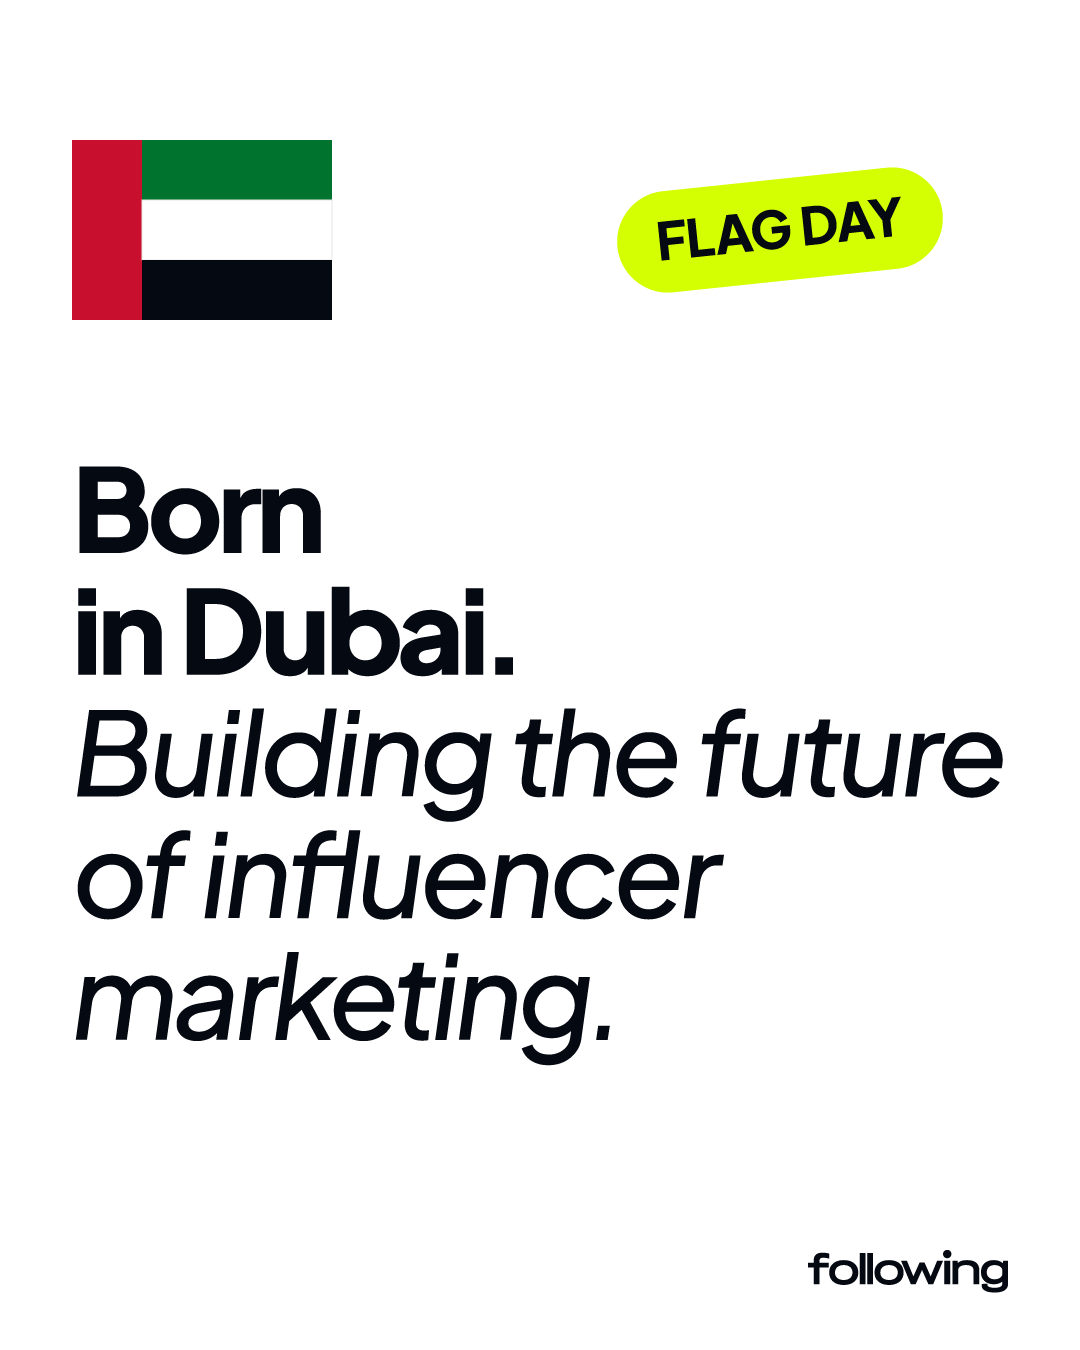 FLAG DAY
Born
in Dubai.
Building the future
of influencer
marketing.
following